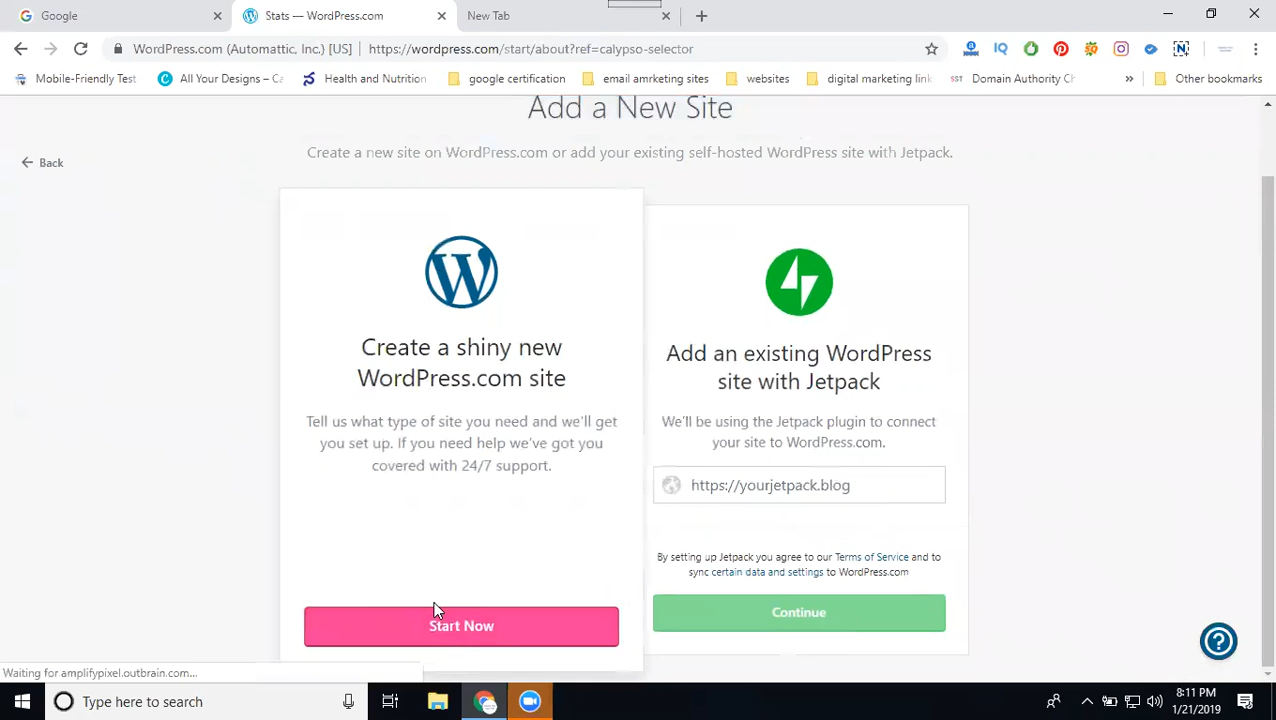 Google
Stats — WordPress.com
New Tab
WordPress.com (Automattic, Inc.) [US]
https://wordpress.com/start/about?ref=calypso-selector
Mobile-Friendly Test
All Your Designs – Ca
Health and Nutrition
google certification
email amrketing sites
websites
digital marketing link
SST
Domain Authority Ch
Other bookmarks
Add a New Site
Back
Create a new site on WordPress.com or add your existing self-hosted WordPress site with Jetpack.
Create a shiny new
WordPress.com site
Tell us what type of site you need and we'll get
you set up. If you need help we've got you
covered with 24/7 support.
Start Now
Add an existing WordPress
site with Jetpack
We'll be using the Jetpack plugin to connect
your site to WordPress.com.
https://yourjetpack.blog
By setting up Jetpack you agree to our Terms of Service and to
sync certain data and settings to WordPress.com
Continue
Waiting for amplifypixel.outbrain.com...
Type here to search
8:11 PM
1/21/2019